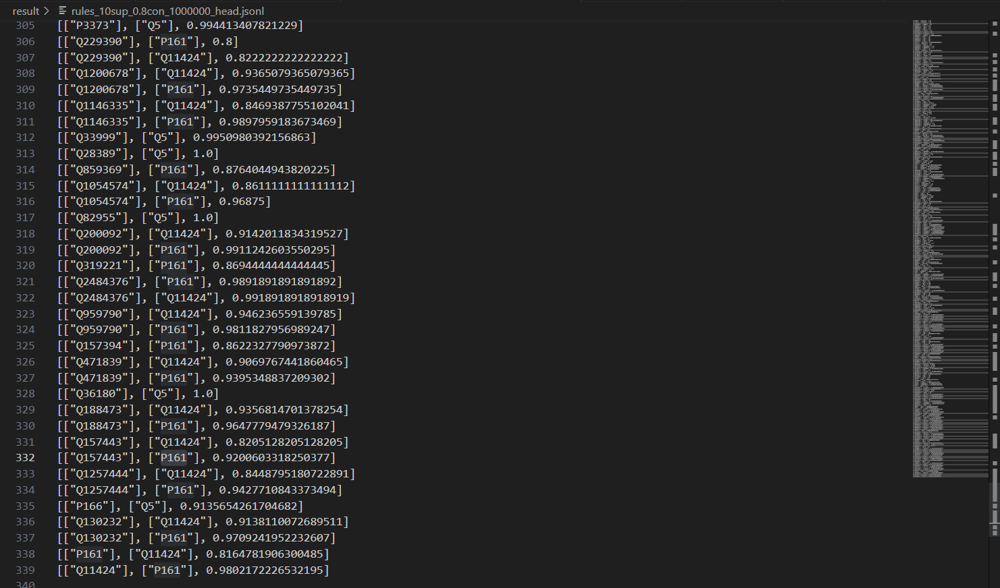 result > rules_10sup_0.8con_1000000_head.jsonl
305 [["P3373"], ["Q5"], 0.994413407821229]
306 [["Q229390"], ["P161"], 0.8]
307 [["Q229390"], ["Q11424"], 0.8222222222222222]
308 [["Q1200678"], ["Q11424"], 0.9365079365079365]
309 [["Q1200678"], ["P161"], 0.9735449735449735]
310 [["Q1146335"], ["Q11424"], 0.8469387755102041]
311 [["Q1146335"], ["P161"], 0.9897959183673469]
312 [["Q33999"], ["Q5"], 0.9950980392156863]
313 [["Q28389"], ["Q5"], 1.0]
314 [["Q859369"], ["P161"], 0.8764044943820225]
315 [["Q1054574"], ["Q11424"], 0.8611111111111112]
316 [["Q1054574"], ["P161"], 0.96875]
317 [["Q82955"], ["Q5"], 1.0]
318 [["Q200092"], ["Q11424"], 0.9142011834319527]
319 [["Q200092"], ["P161"], 0.9911242603550295]
320 [["Q319221"], ["P161"], 0.8694444444444445]
321 [["Q2484376"], ["P161"], 0.9891891891891892]
322 [["Q2484376"], ["Q11424"], 0.9918918918918919]
323 [["Q959790"], ["Q11424"], 0.946236559139785]
324 [["Q959790"], ["P161"], 0.9811827956989247]
325 [["Q157394"], ["P161"], 0.8622327790973872]
326 [["Q471839"], ["Q11424"], 0.9069767441860465]
327 [["Q471839"], ["P161"], 0.9395348837209302]
328 [["Q36180"], ["Q5"], 1.0]
329 [["Q188473"], ["Q11424"], 0.9356814701378254]
330 [["Q188473"], ["P161"], 0.9647779479326187]
331 [["Q157443"], ["Q11424"], 0.8205128205128205]
332 [["Q157443"], ["P161"], 0.9200603318250377]
333 [["Q1257444"], ["Q11424"], 0.8448795180722891]
334 [["Q1257444"], ["P161"], 0.9427710843373494]
335 [["P166"], ["Q5"], 0.9135654261704682]
336 [["Q130232"], ["Q11424"], 0.9138110072689511]
337 [["Q130232"], ["P161"], 0.9709241952232607]
338 [["P161"], ["Q11424"], 0.8164781906300485]
339 [["Q11424"], ["P161"], 0.9802172226532195]
340